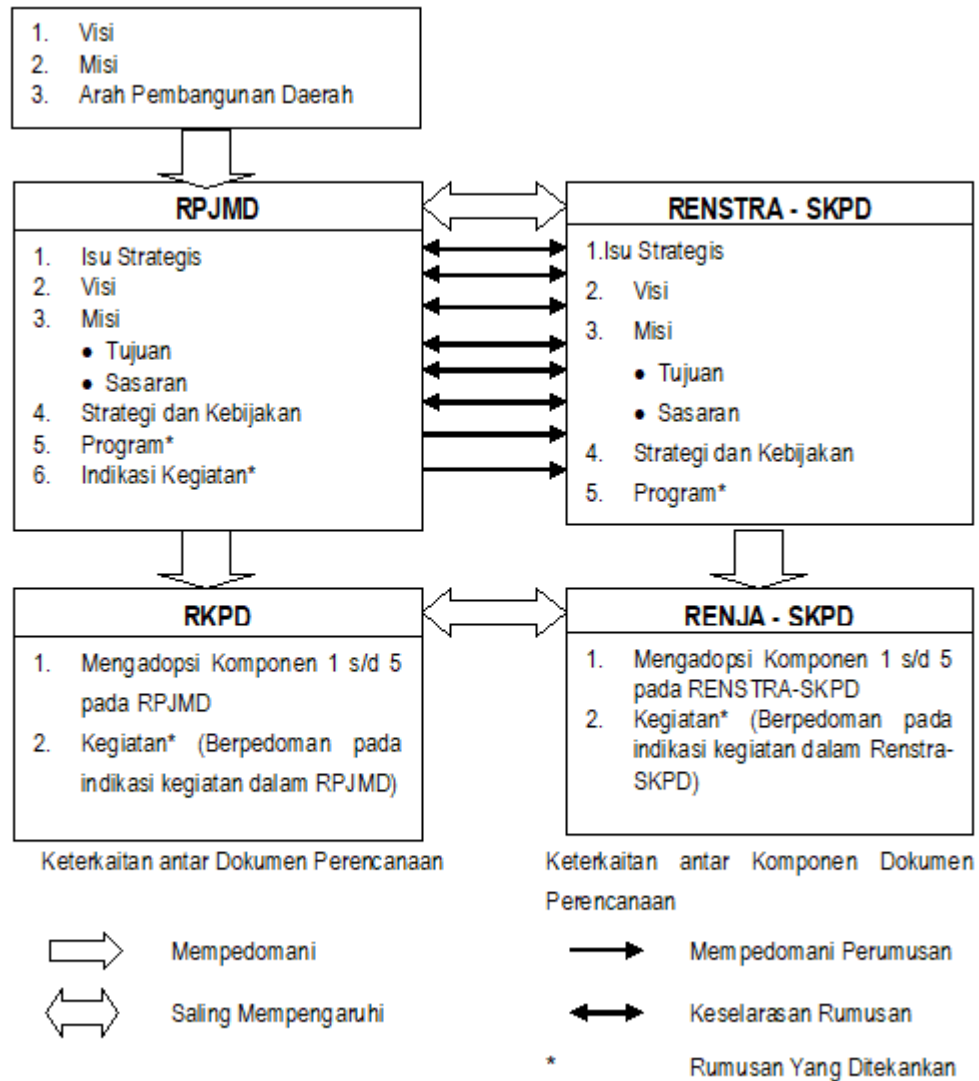 1. Visi
2. Misi
3. Arah Pembangunan Daerah
RPJMD
1. Isu Strategis
2. Visi
3. Misi
• Tujuan
• Sasaran
4. Strategi dan Kebijakan
5. Program*
6. Indikasi Kegiatan*
RENSTRA - SKPD
1.Isu Strategis
2. Visi
3. Misi
• Tujuan
• Sasaran
4. Strategi dan Kebijakan
5. Program*
RKPD
1. Mengadopsi Komponen 1 s/d 5
pada RPJMD
2. Kegiatan* (Berpedoman pada
indikasi kegiatan dalam RPJMD)
RENJA - SKPD
1. Mengadopsi Komponen 1 s/d 5
pada RENSTRA-SKPD
2. Kegiatan* (Berpedoman pada
indikasi kegiatan dalam Renstra-
SKPD)
Keterkaitan antar Dokumen Perencanaan
Mempedomani
Saling Mempengaruhi
Keterkaitan antar Komponen Dokumen
Perencanaan
Mempedomani Perumusan
Keselarasan Rumusan
* Rumusan Yang Ditekankan